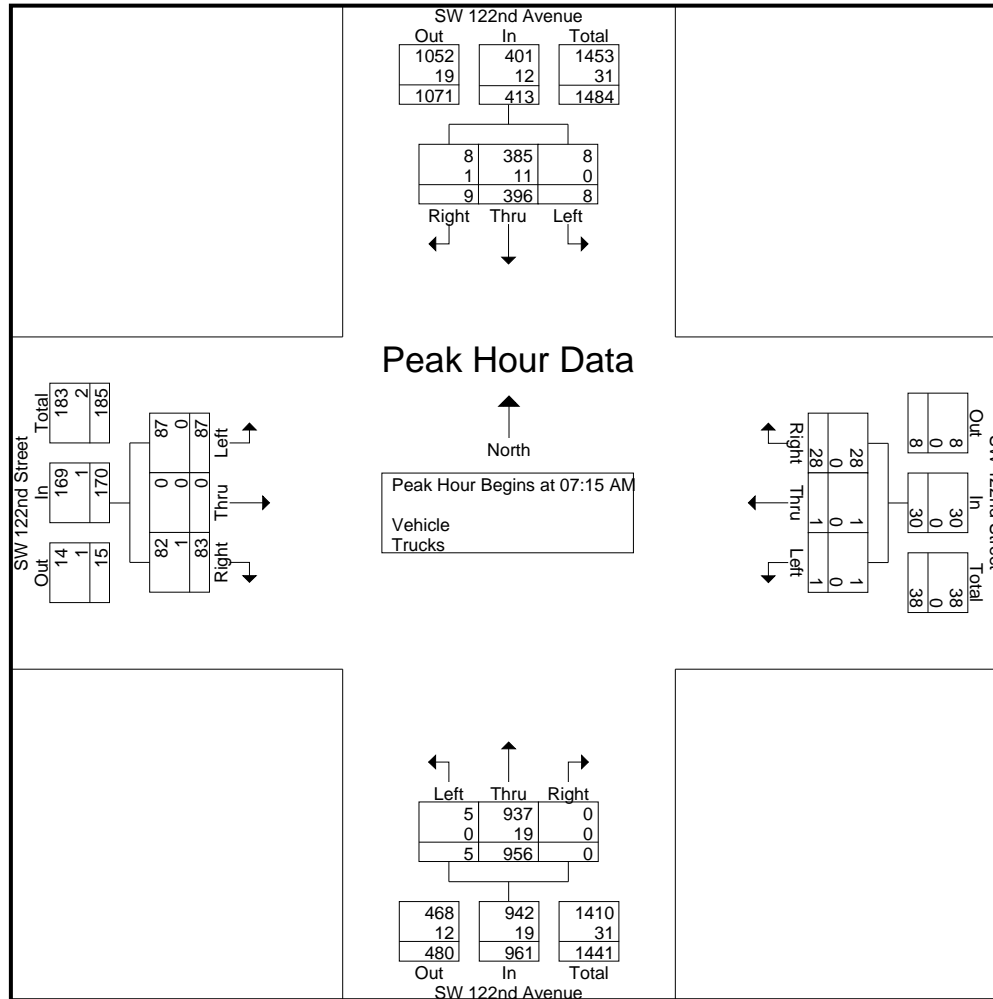 SW 122nd Avenue
Out In Total
1052 401 1453
19 12 31
1071 413 1484
8 385 8
1 11 0
9 396 8
Right Thru Left
Peak Hour Data
North
Peak Hour Begins at 07:15 AM
Vehicle
Trucks
SW 122nd Street
Total In Out
183 169 14
2 1 1
185 170 15
87 0 82
0 0 1
87 0 83
Left Thru Right
Out In Total
8 30 38
0 0 0
8 30 38
Right Thru Left
28 1 1
0 0 0
28 1 1
SW 122nd Street
Left Thru Right
5 937 0
0 19 0
5 956 0
468 942 1410
12 19 31
480 961 1441
Out In Total
SW 122nd Avenue